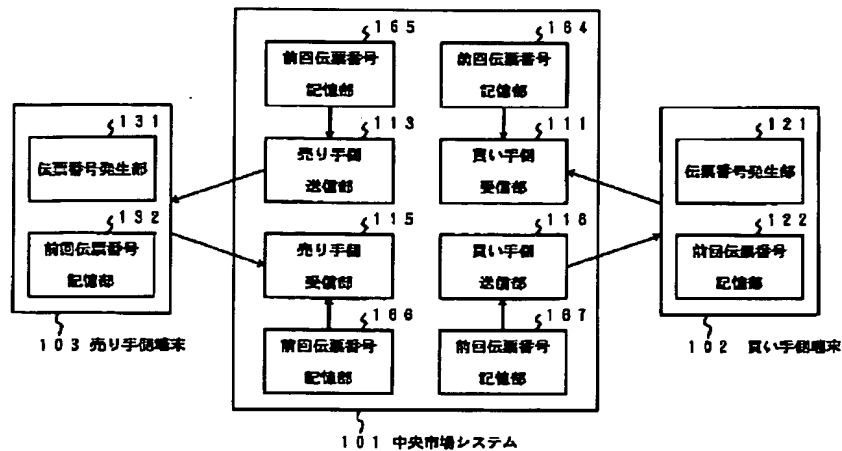 165
前回伝票番号
記憶部
164
前回伝票番号
記憶部
131
伝票番号発生部
132
前回伝票番号
記憶部
103 売り手側端末
113
売り手側
送信部
111
買い手側
受信部
115
売り手側
受信部
116
買い手側
送信部
166
前回伝票番号
記憶部
167
前回伝票番号
記憶部
101 中央市場システム
121
伝票番号発生部
122
前回伝票番号
記憶部
102 買い手側端末